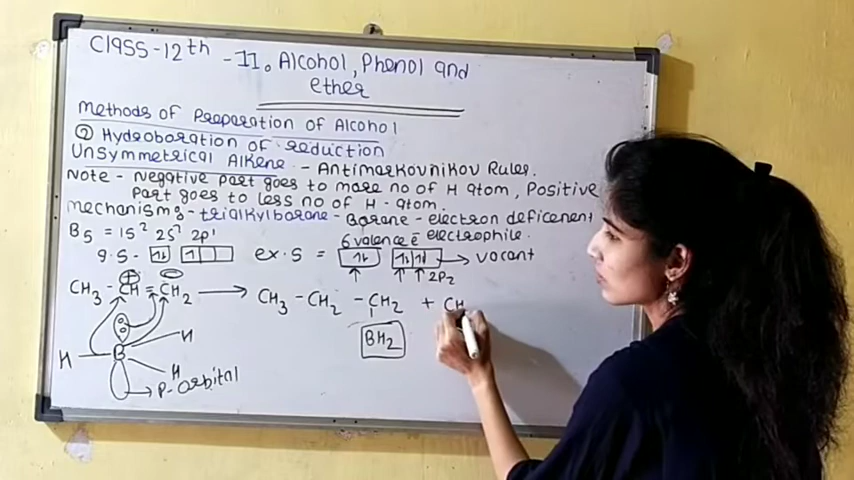 Class-12th - 11. Alcohol, Phenol and
ether
Methods of Preparation of Alcohol
② Hydroboration of reduction
Unsymmetrical Alkene - Antimarkovnikov Rules.
Note - Negative part goes to more no of H atom, Positive
Part goes to less no of H-atom.
Mechanism :- trialkylborane - Borane - electron deficenent
electrophile.
B5 = 1s² 2s² 2p¹
6 valence ē
g.s - ⇅ ↑ ex.s = ⇅ ⇅ ⇅ → vacant
2P2
CH3 - CH = CH2 → CH3 - CH2 - CH2 + CH
⊕ ⊖
BH2
H B H
H
P-orbital